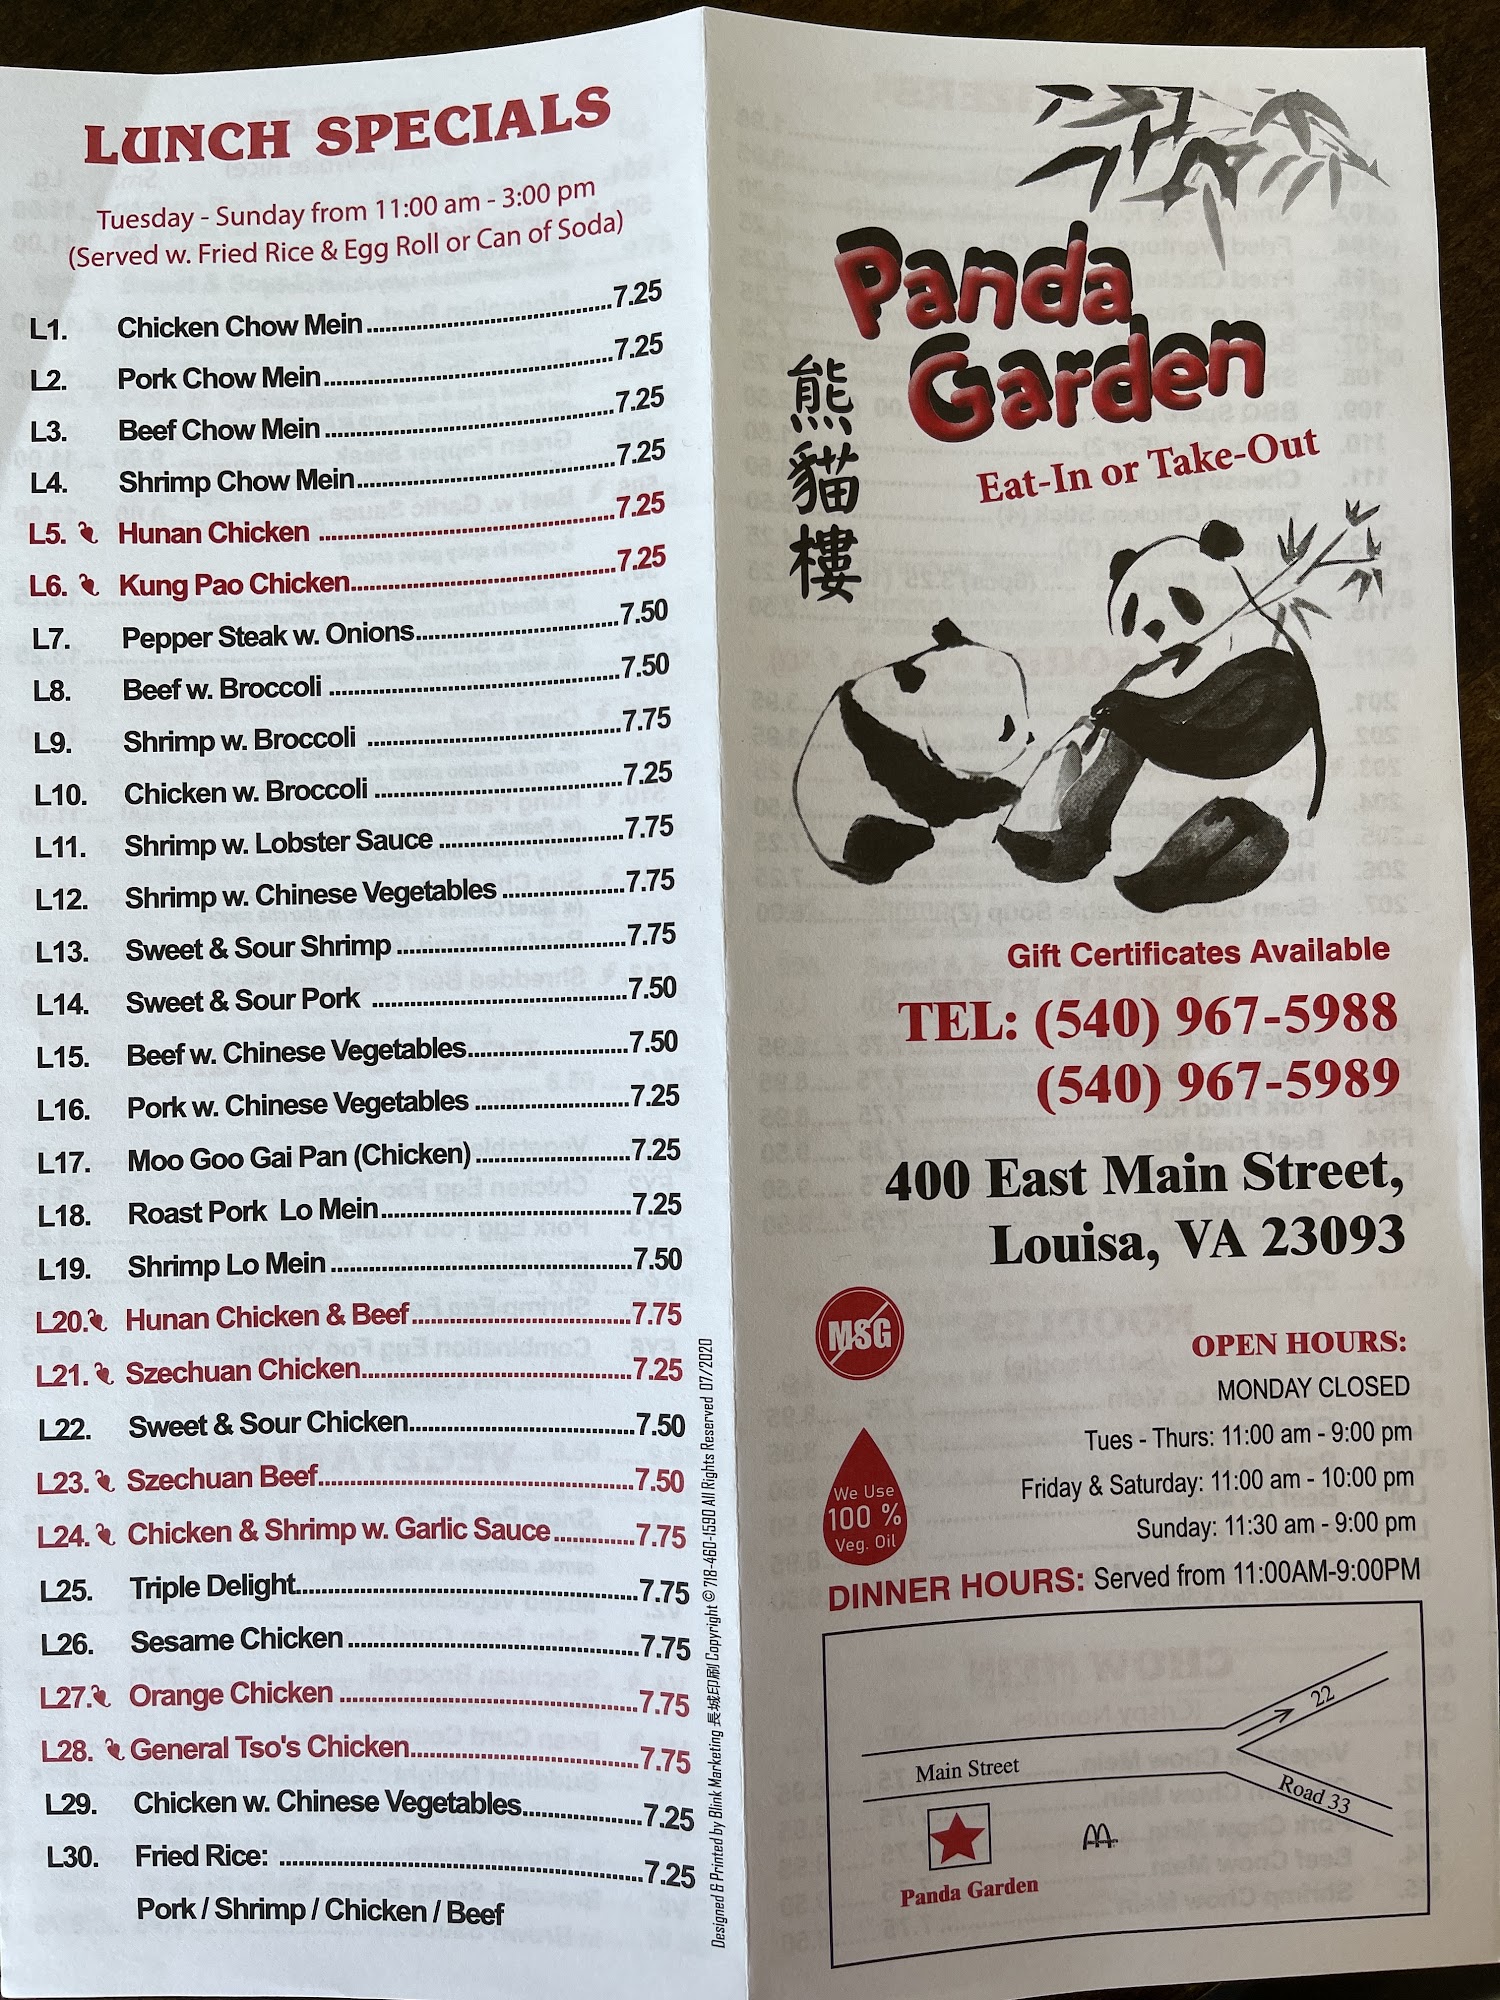 LUNCH SPECIALS
Tuesday - Sunday from 11:00 am - 3:00 pm
(Served w. Fried Rice & Egg Roll or Can of Soda)
L1. Chicken Chow Mein 7.25
L2. Pork Chow Mein 7.25
L3. Beef Chow Mein 7.25
L4. Shrimp Chow Mein 7.25
L5. Hunan Chicken 7.25
L6. Kung Pao Chicken 7.25
L7. Pepper Steak w. Onions 7.50
L8. Beef w. Broccoli 7.50
L9. Shrimp w. Broccoli 7.75
L10. Chicken w. Broccoli 7.25
L11. Shrimp w. Lobster Sauce 7.75
L12. Shrimp w. Chinese Vegetables 7.75
L13. Sweet & Sour Shrimp 7.75
L14. Sweet & Sour Pork 7.50
L15. Beef w. Chinese Vegetables 7.50
L16. Pork w. Chinese Vegetables 7.25
L17. Moo Goo Gai Pan (Chicken) 7.25
L18. Roast Pork Lo Mein 7.25
L19. Shrimp Lo Mein 7.50
L20. Hunan Chicken & Beef 7.75
L21. Szechuan Chicken 7.25
L22. Sweet & Sour Chicken 7.50
L23. Szechuan Beef 7.50
L24. Chicken & Shrimp w. Garlic Sauce 7.75
L25. Triple Delight 7.75
L26. Sesame Chicken 7.75
L27. Orange Chicken 7.75
L28. General Tso's Chicken 7.75
L29. Chicken w. Chinese Vegetables 7.25
L30. Fried Rice: 7.25
Pork / Shrimp / Chicken / Beef
Designed & Printed by Blink Marketing 長城印刷 Copyright © 718-460-1590 All Rights Reserved 07/2020
Panda
Garden
熊貓樓
Eat-In or Take-Out
Gift Certificates Available
TEL: (540) 967-5988
(540) 967-5989
400 East Main Street,
Louisa, VA 23093
MSG
OPEN HOURS:
MONDAY CLOSED
Tues - Thurs: 11:00 am - 9:00 pm
Friday & Saturday: 11:00 am - 10:00 pm
Sunday: 11:30 am - 9:00 pm
We Use
100 %
Veg. Oil
DINNER HOURS: Served from 11:00AM-9:00PM
22
Main Street
Road 33
Panda Garden